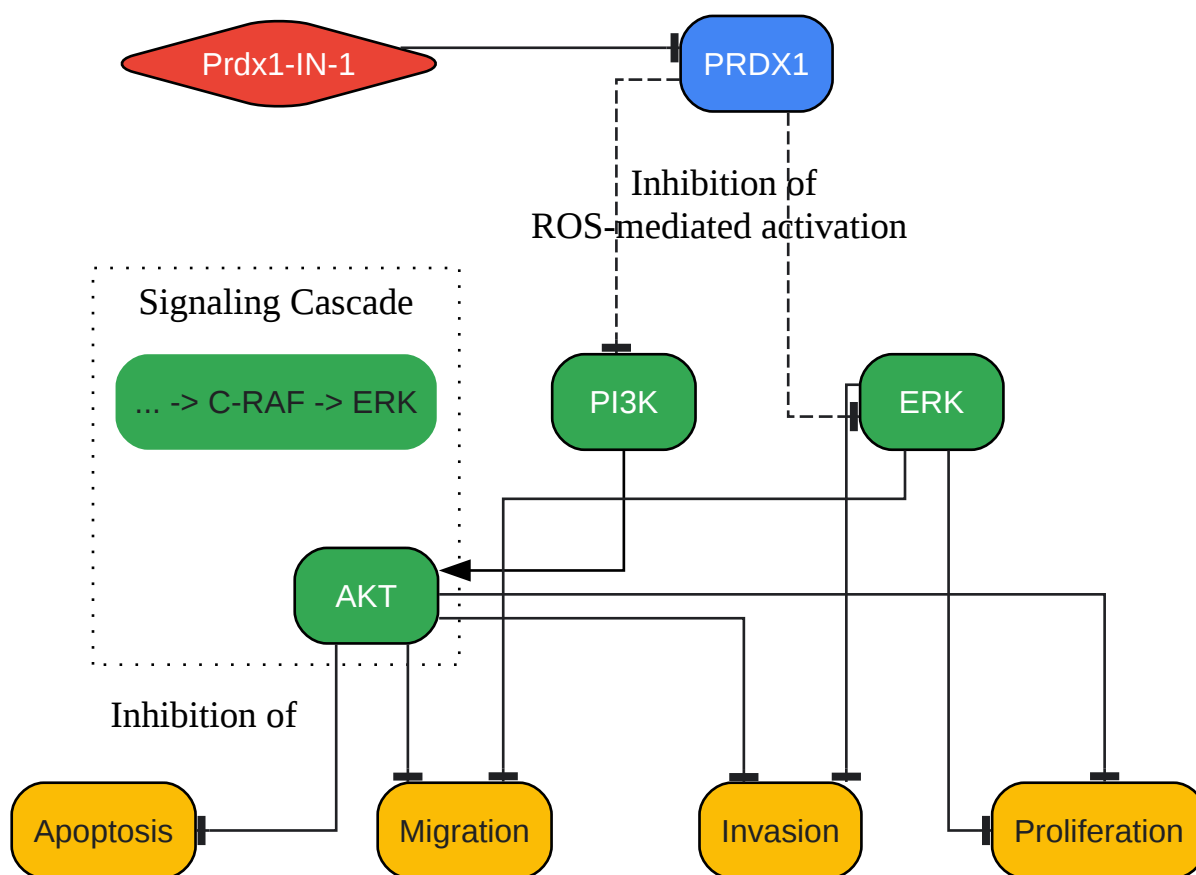 Prdx1-IN-1
PRDX1
Inhibition of
ROS-mediated activation
Signaling Cascade
... -> C-RAF -> ERK
PI3K
ERK
AKT
Inhibition of
Apoptosis
Migration
Invasion
Proliferation